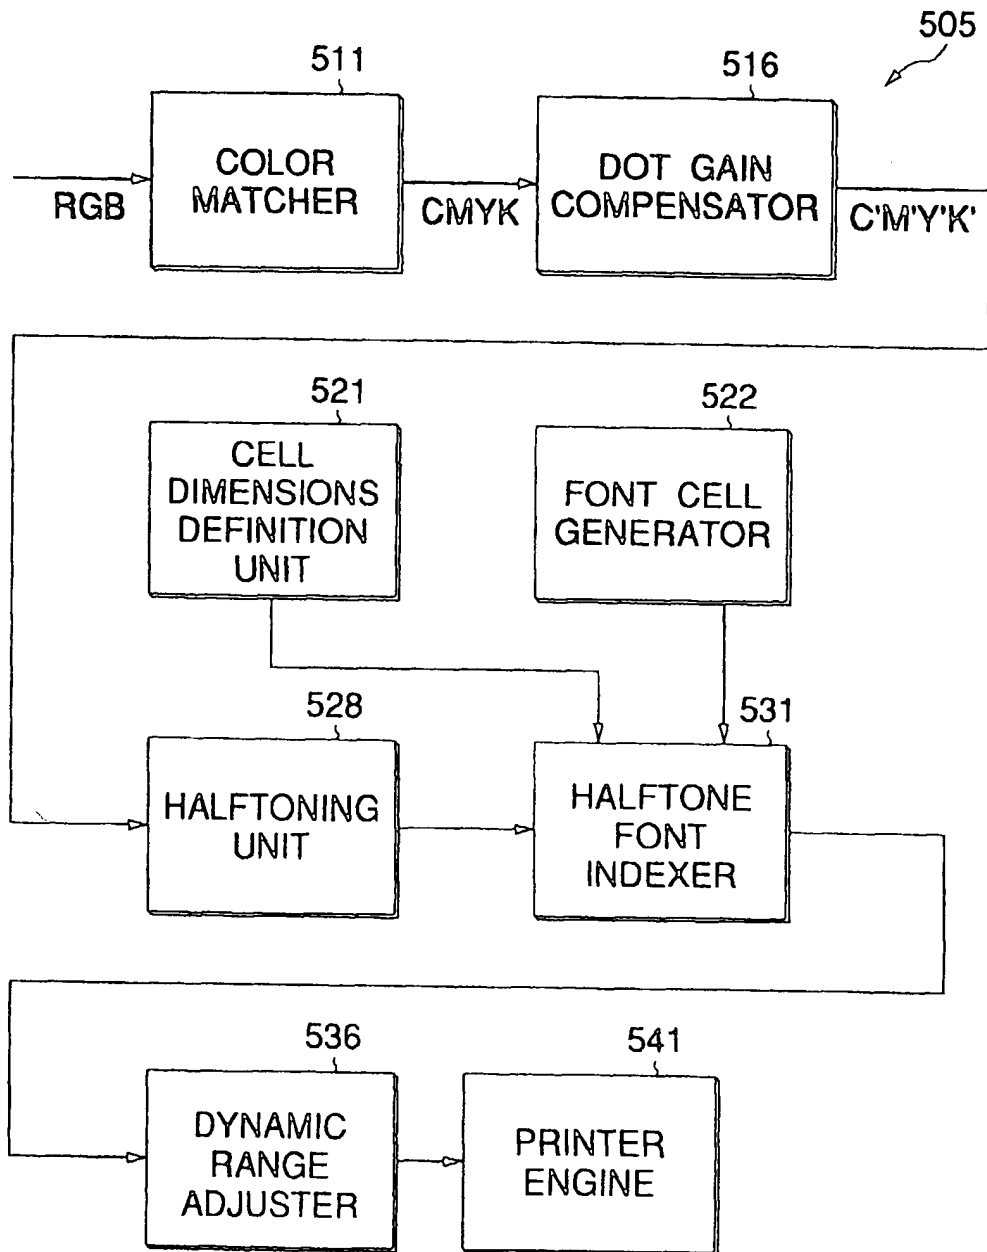 505
511
516
COLOR
MATCHER
DOT GAIN
COMPENSATOR
RGB
CMYK
C'M'Y'K'
521
522
CELL
DIMENSIONS
DEFINITION
UNIT
FONT CELL
GENERATOR
528
531
HALFTONING
UNIT
HALFTONE
FONT
INDEXER
536
541
DYNAMIC
RANGE
ADJUSTER
PRINTER
ENGINE